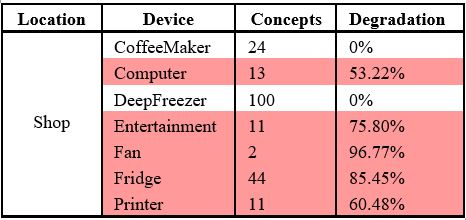 Location Device Concepts Degradation
CoffeeMaker 24 0%
Computer 13 53.22%
DeepFreezer 100 0%
Shop Entertainment 11 75.80%
Fan 2 96.77%
Fridge 44 85.45%
Printer 11 60.48%